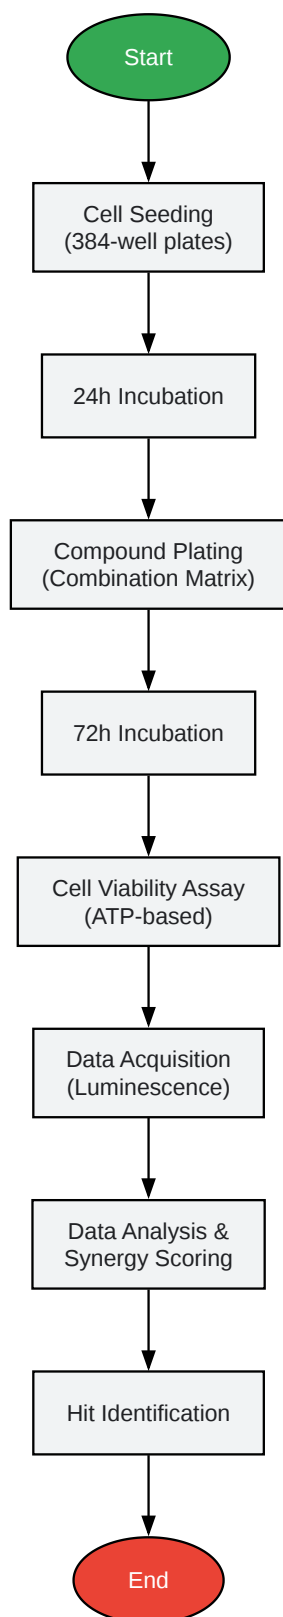 Start
Cell Seeding
(384-well plates)
24h Incubation
Compound Plating
(Combination Matrix)
72h Incubation
Cell Viability Assay
(ATP-based)
Data Acquisition
(Luminescence)
Data Analysis &
Synergy Scoring
Hit Identification
End